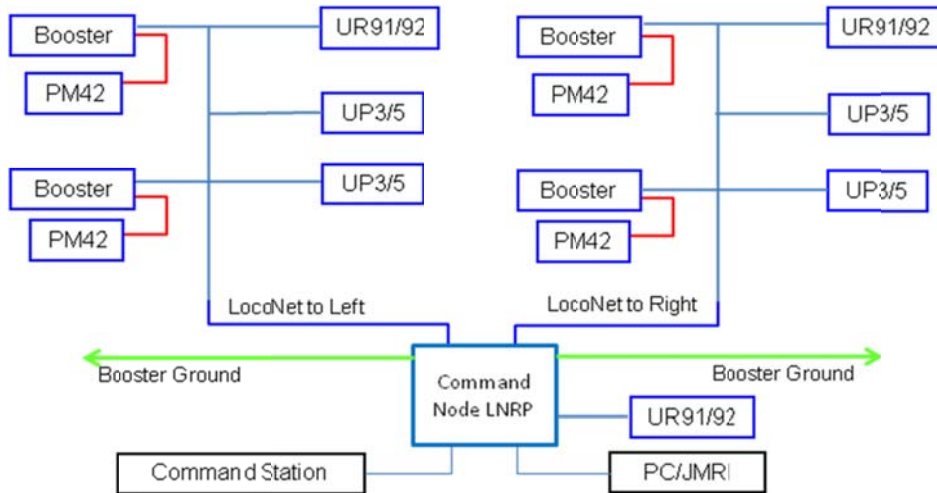 Booster
UR91/92
Booster
UR91/92
PM42
PM42
UP3/5
UP3/5
Booster
UP3/5
Booster
UP3/5
PM42
PM42
LocoNet to Left
LocoNet to Right
Booster Ground
Booster Ground
Command
Node LNRP
UR91/92
Command Station
PC/JMRI